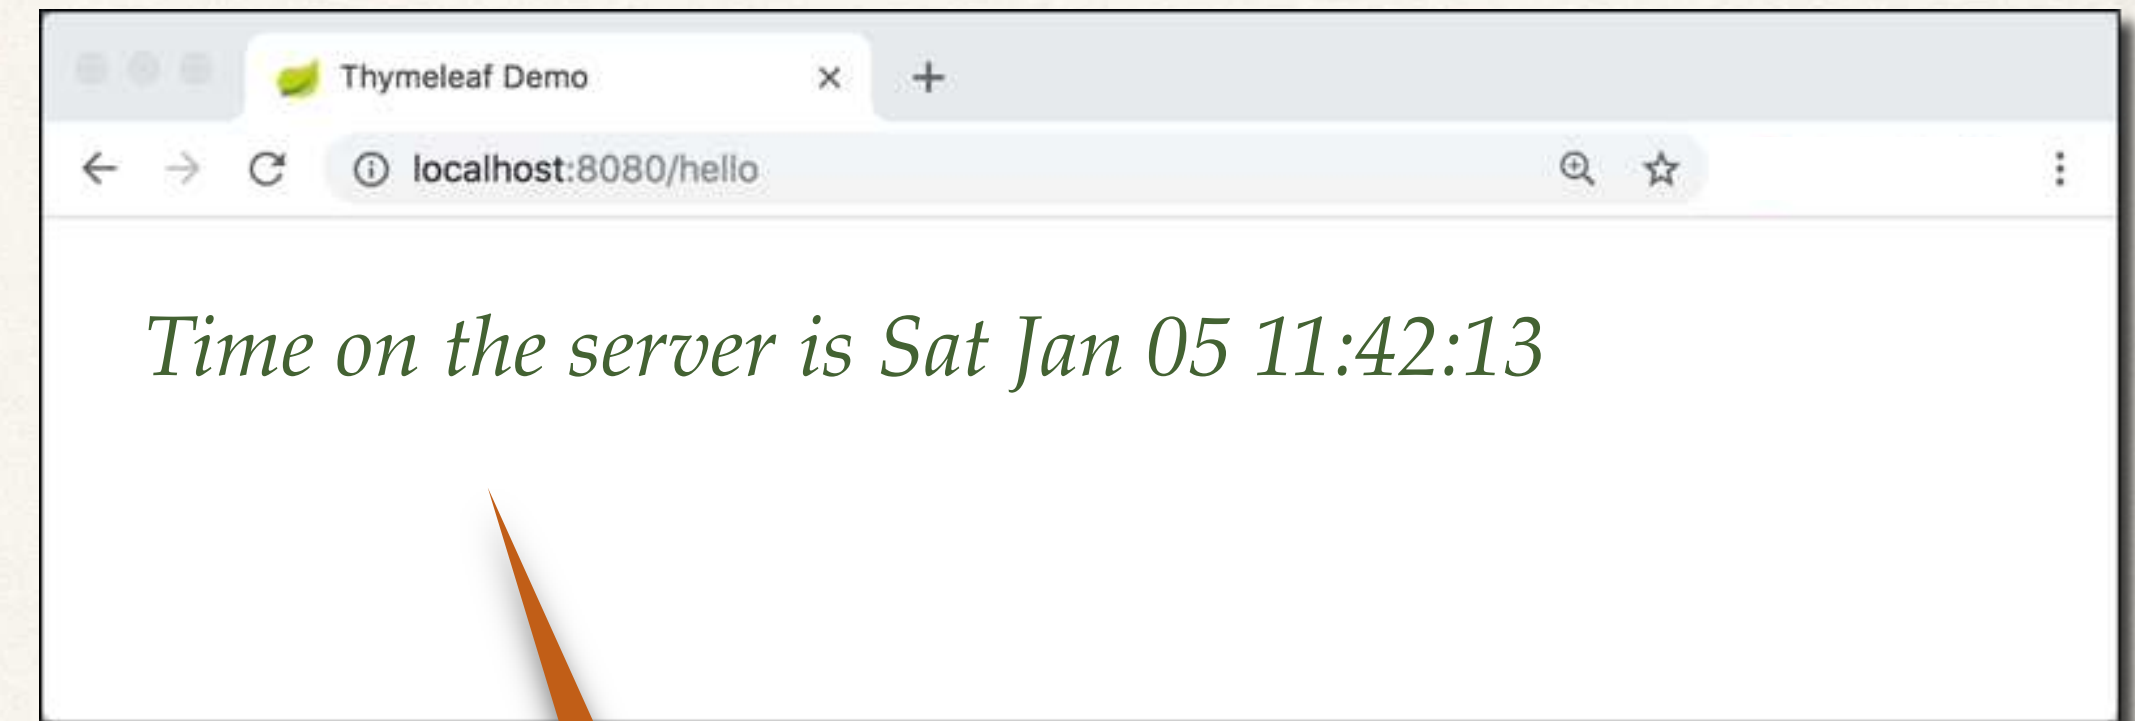 Thymeleaf Demo
localhost:8080/hello
Time on the server is Sat Jan 05 11:42:13